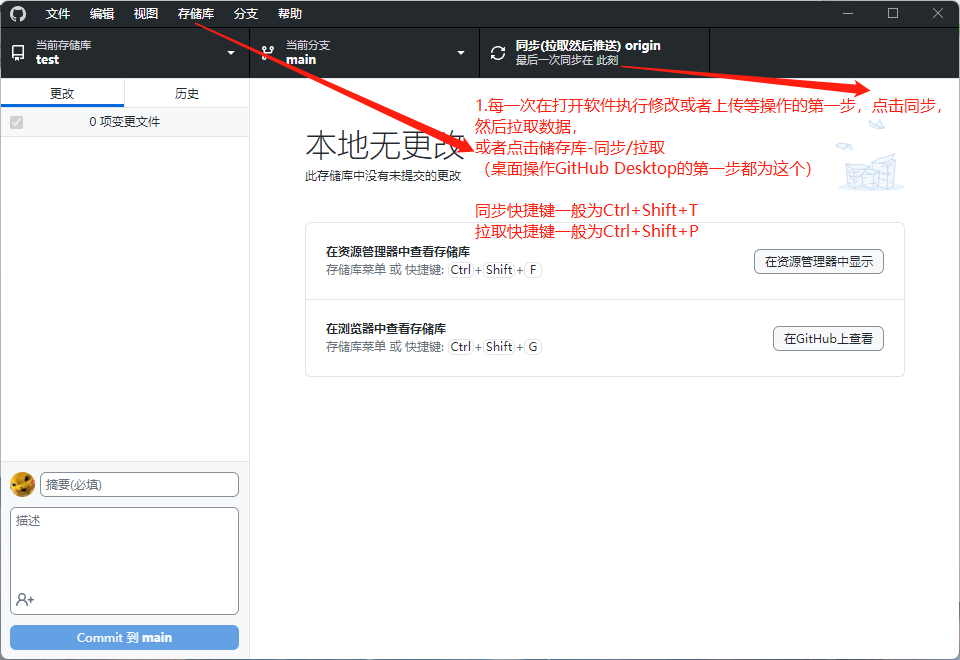 文件 编辑 视图 存储库 分支 帮助
当前存储库
test
当前分支
main
同步(拉取然后推送) origin
最后一次同步在 此刻
更改 历史
0 项变更文件
1.每一次在打开软件执行修改或者上传等操作的第一步，点击同步，
然后拉取数据，
或者点击储存库-同步/拉取
（桌面操作GitHub Desktop的第一步都为这个）
同步快捷键一般为Ctrl+Shift+T
拉取快捷键一般为Ctrl+Shift+P
本地无更改
此存储库中没有未提交的更改
在资源管理器中查看存储库
存储库菜单 或 快捷键: Ctrl + Shift + F
在资源管理器中显示
在浏览器中查看存储库
存储库菜单 或 快捷键: Ctrl + Shift + G
在GitHub上查看
摘要(必填)
描述
Commit 到 main